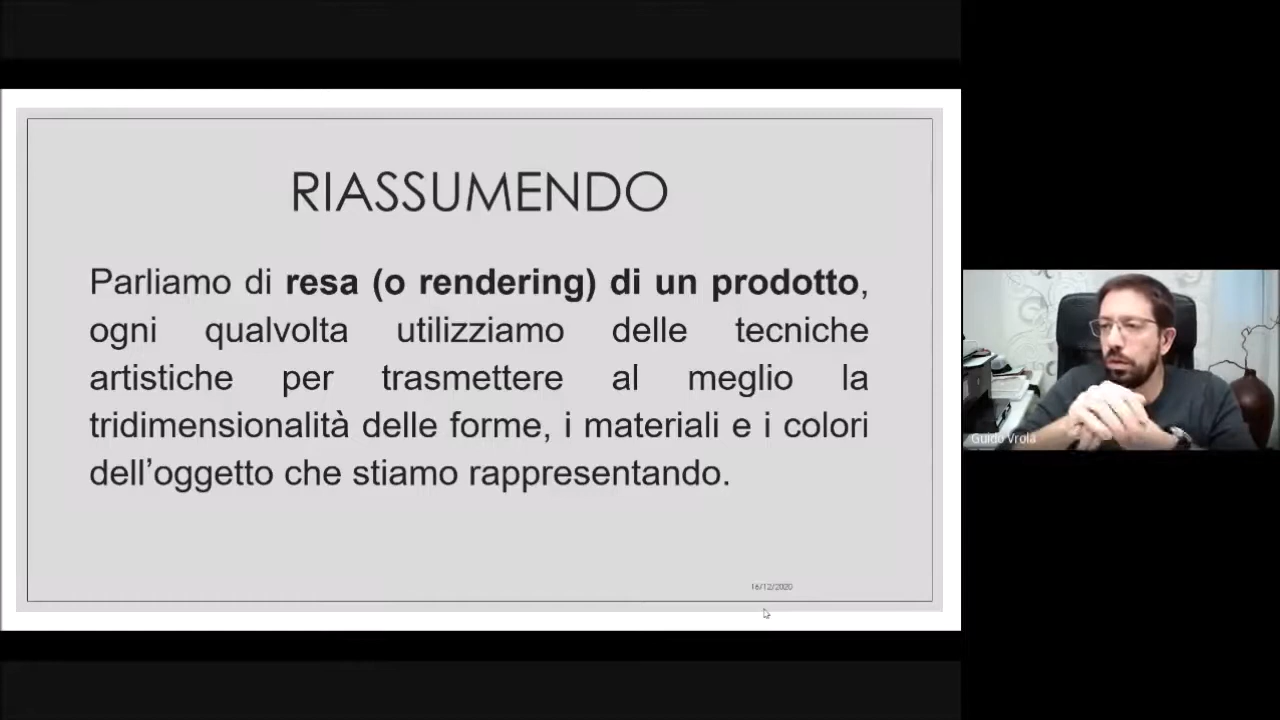 RIASSUMENDO
Parliamo di resa (o rendering) di un prodotto,
ogni qualvolta utilizziamo delle tecniche
artistiche per trasmettere al meglio la
tridimensionalità delle forme, i materiali e i colori
dell’oggetto che stiamo rappresentando.
16/12/2020
Guido Vrola